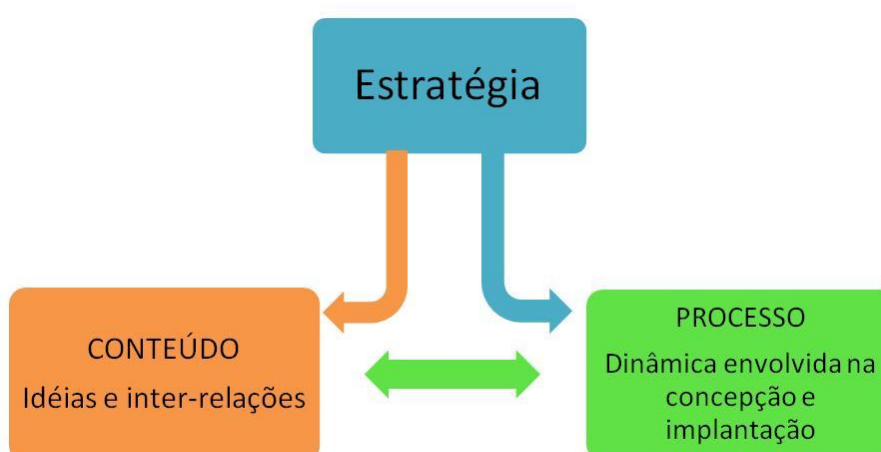 Estratégia
CONTEÚDO
Idéias e inter-relações
PROCESSO
Dinâmica envolvida na
concepção e
implantação